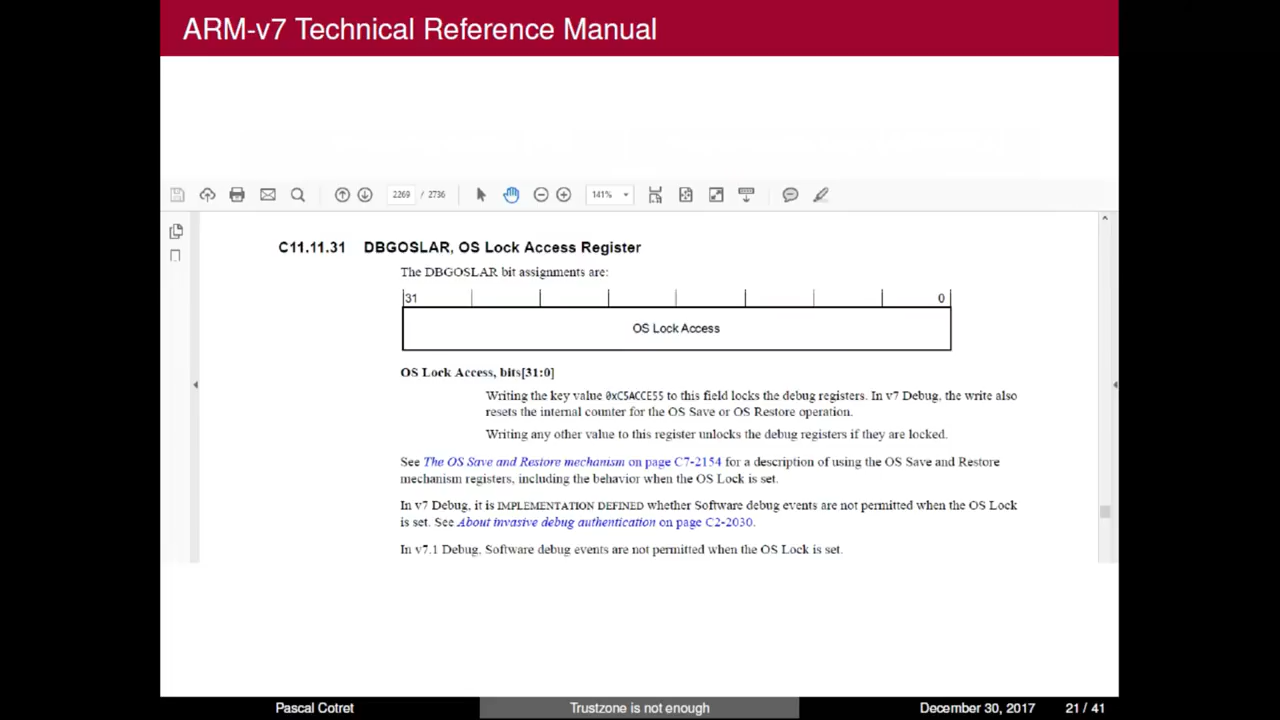 ARM-v7 Technical Reference Manual
2269 / 2736
141%
C11.11.31 DBGOSLAR, OS Lock Access Register
The DBGOSLAR bit assignments are:
31 0
OS Lock Access
OS Lock Access, bits[31:0]
Writing the key value 0xC5ACCE55 to this field locks the debug registers. In v7 Debug, the write also
resets the internal counter for the OS Save or OS Restore operation.
Writing any other value to this register unlocks the debug registers if they are locked.
See The OS Save and Restore mechanism on page C7-2154 for a description of using the OS Save and Restore
mechanism registers, including the behavior when the OS Lock is set.
In v7 Debug, it is IMPLEMENTATION DEFINED whether Software debug events are not permitted when the OS Lock
is set. See About invasive debug authentication on page C2-2030.
In v7.1 Debug, Software debug events are not permitted when the OS Lock is set.
Pascal Cotret Trustzone is not enough December 30, 2017 21 / 41